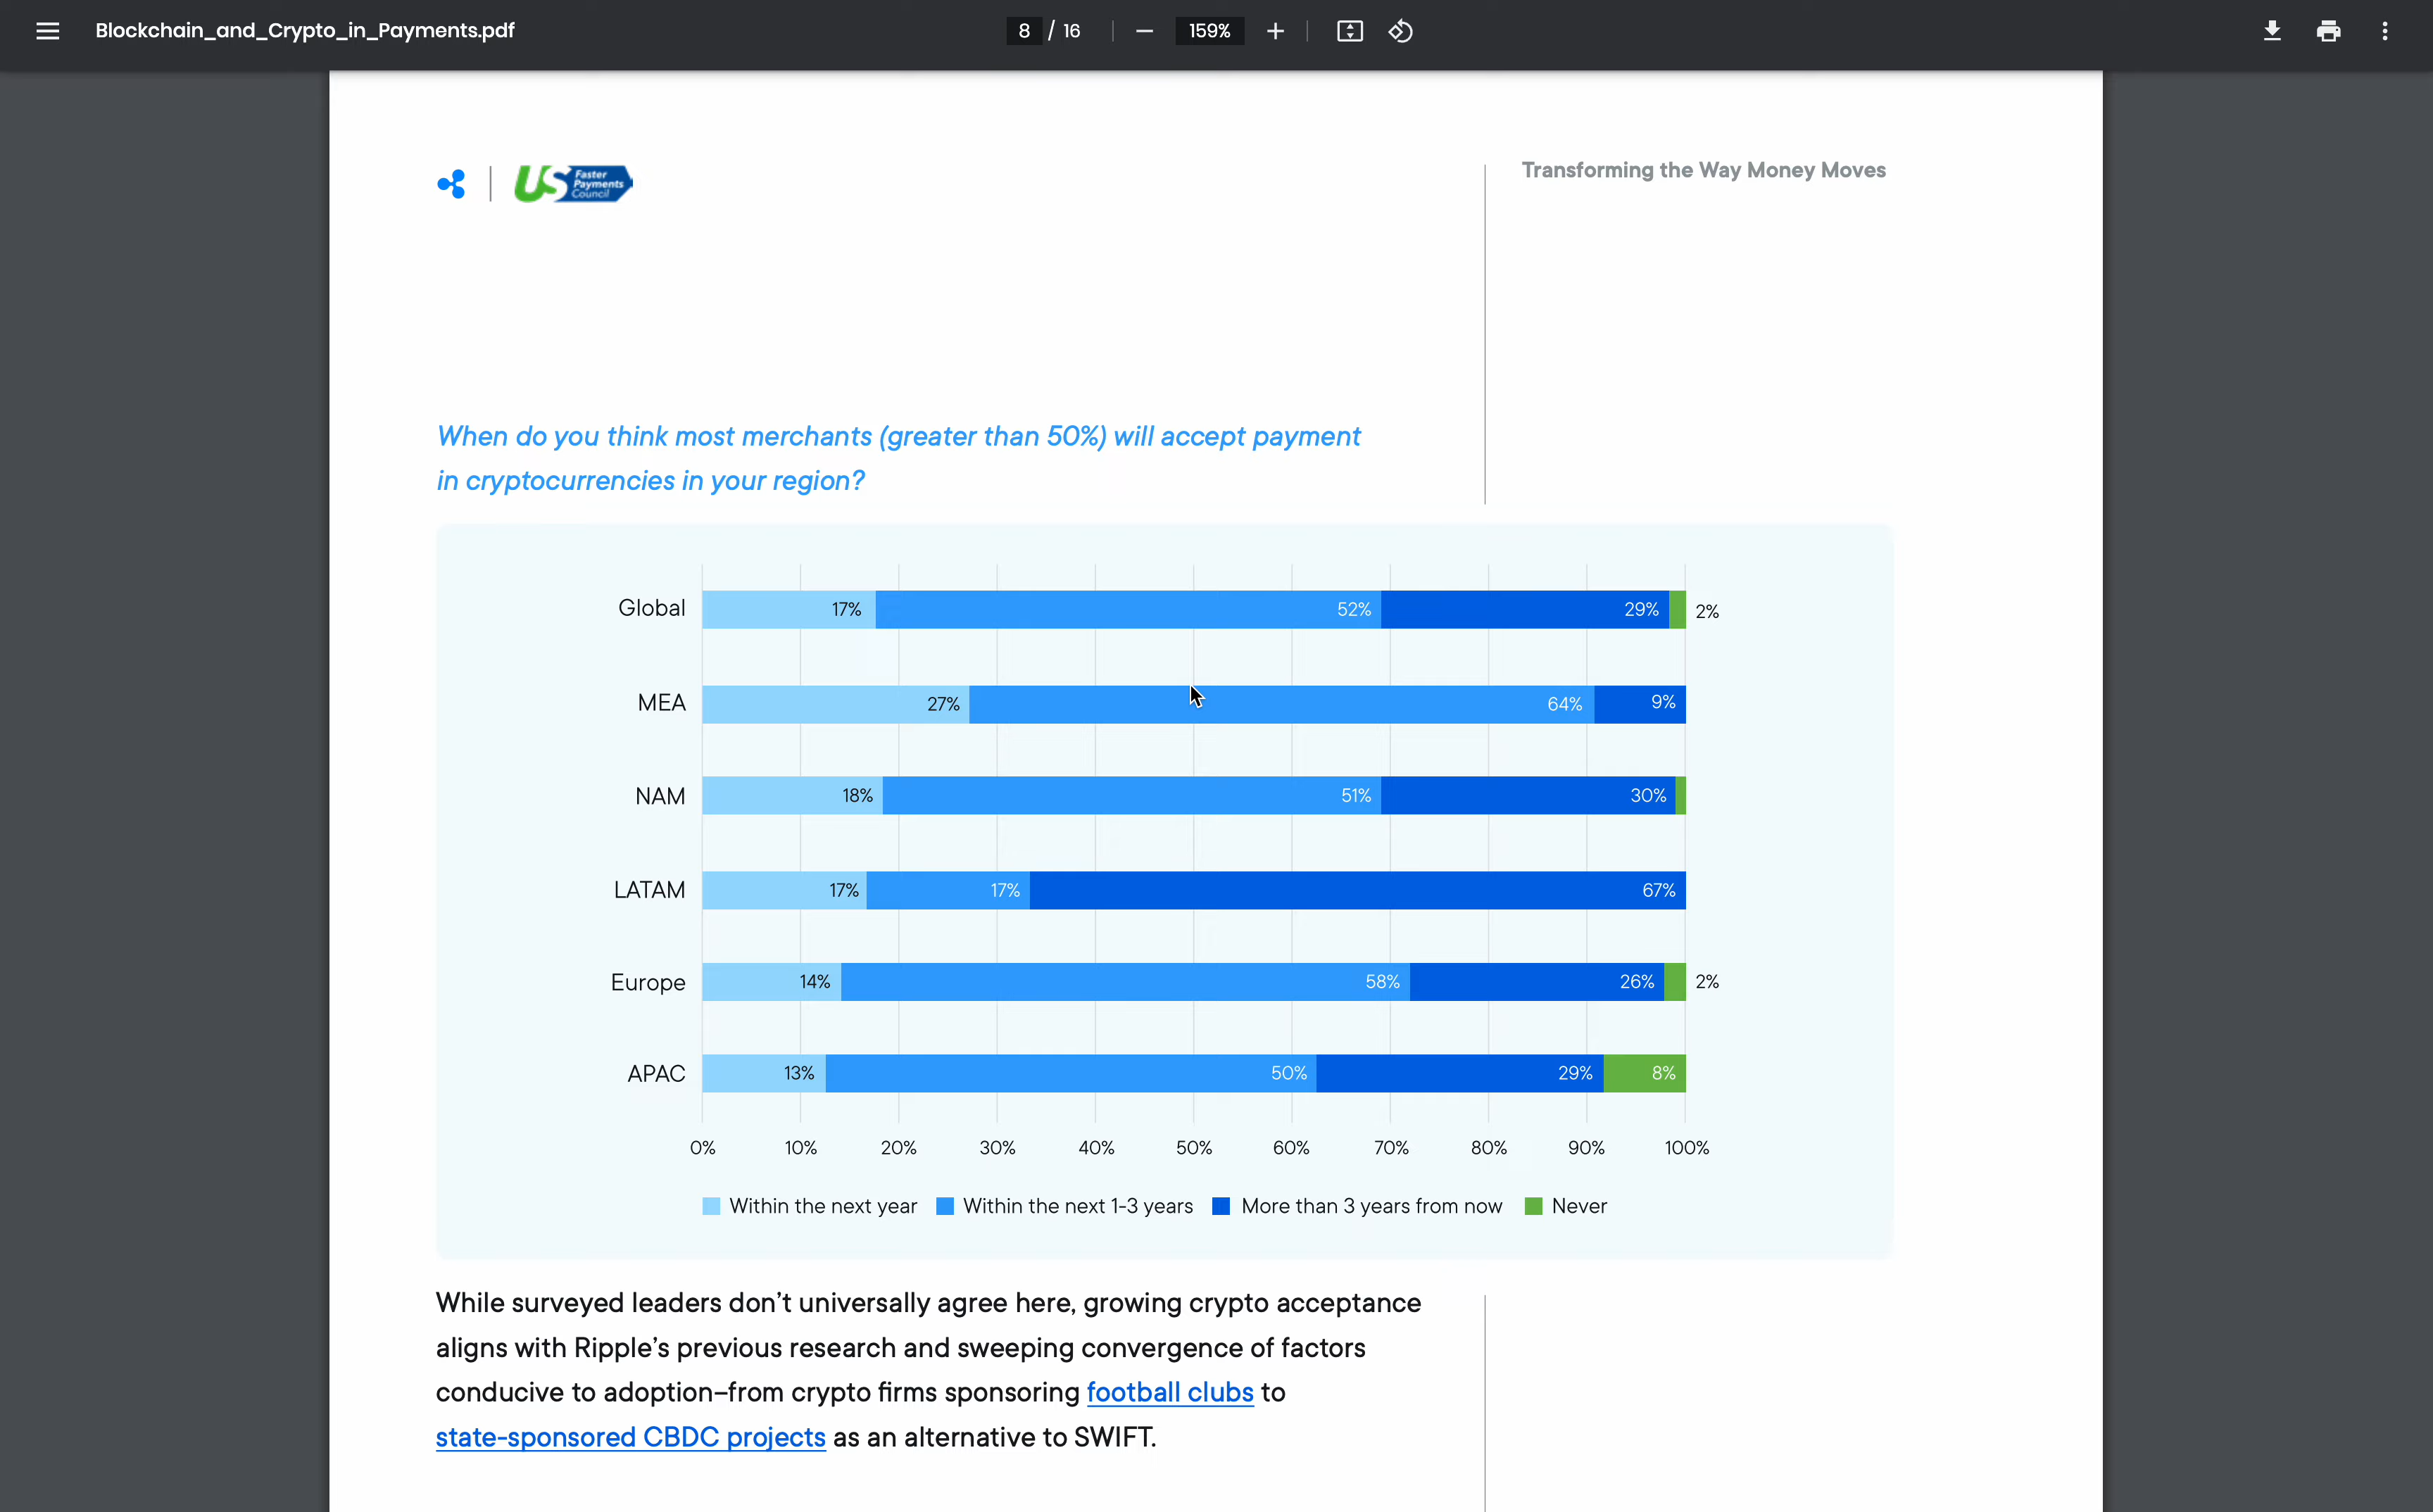 Blockchain_and_Crypto_in_Payments.pdf
8 / 16
159%
US Faster
Payments
Council
Transforming the Way Money Moves
When do you think most merchants (greater than 50%) will accept payment
in cryptocurrencies in your region?
Global 17% 52% 29% 2%
MEA 27% 64% 9%
NAM 18% 51% 30%
LATAM 17% 17% 67%
Europe 14% 58% 26% 2%
APAC 13% 50% 29% 8%
0% 10% 20% 30% 40% 50% 60% 70% 80% 90% 100%
Within the next year Within the next 1-3 years More than 3 years from now Never
While surveyed leaders don’t universally agree here, growing crypto acceptance
aligns with Ripple’s previous research and sweeping convergence of factors
conducive to adoption–from crypto firms sponsoring football clubs to
state-sponsored CBDC projects as an alternative to SWIFT.